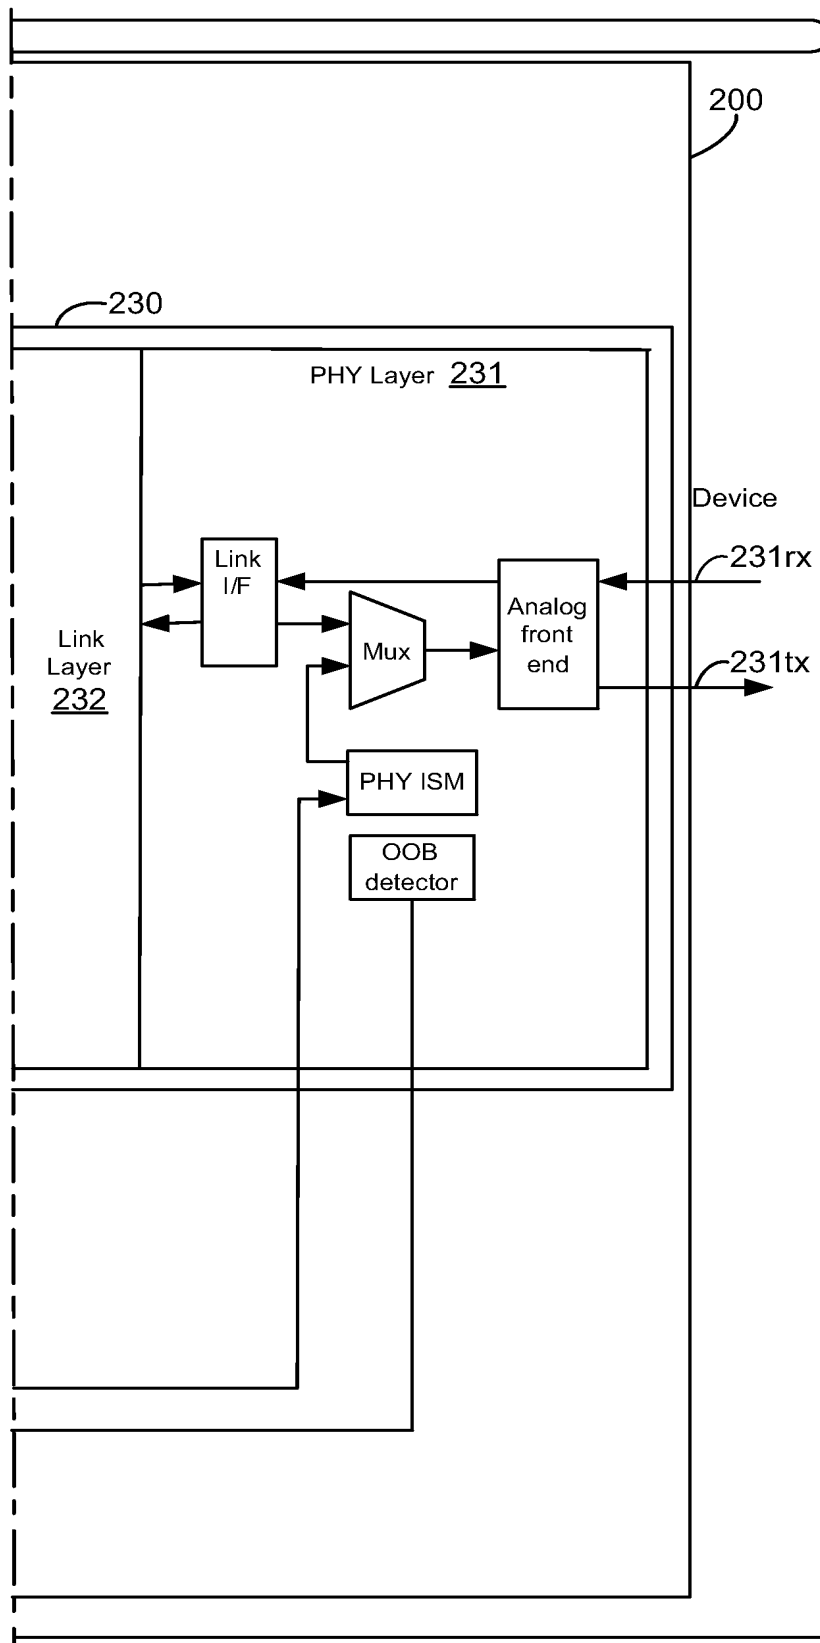 200
230
PHY Layer 231
Device
231rx
Link
I/F
Analog
front
end
Mux
Link
Layer
232
231tx
PHY ISM
OOB
detector